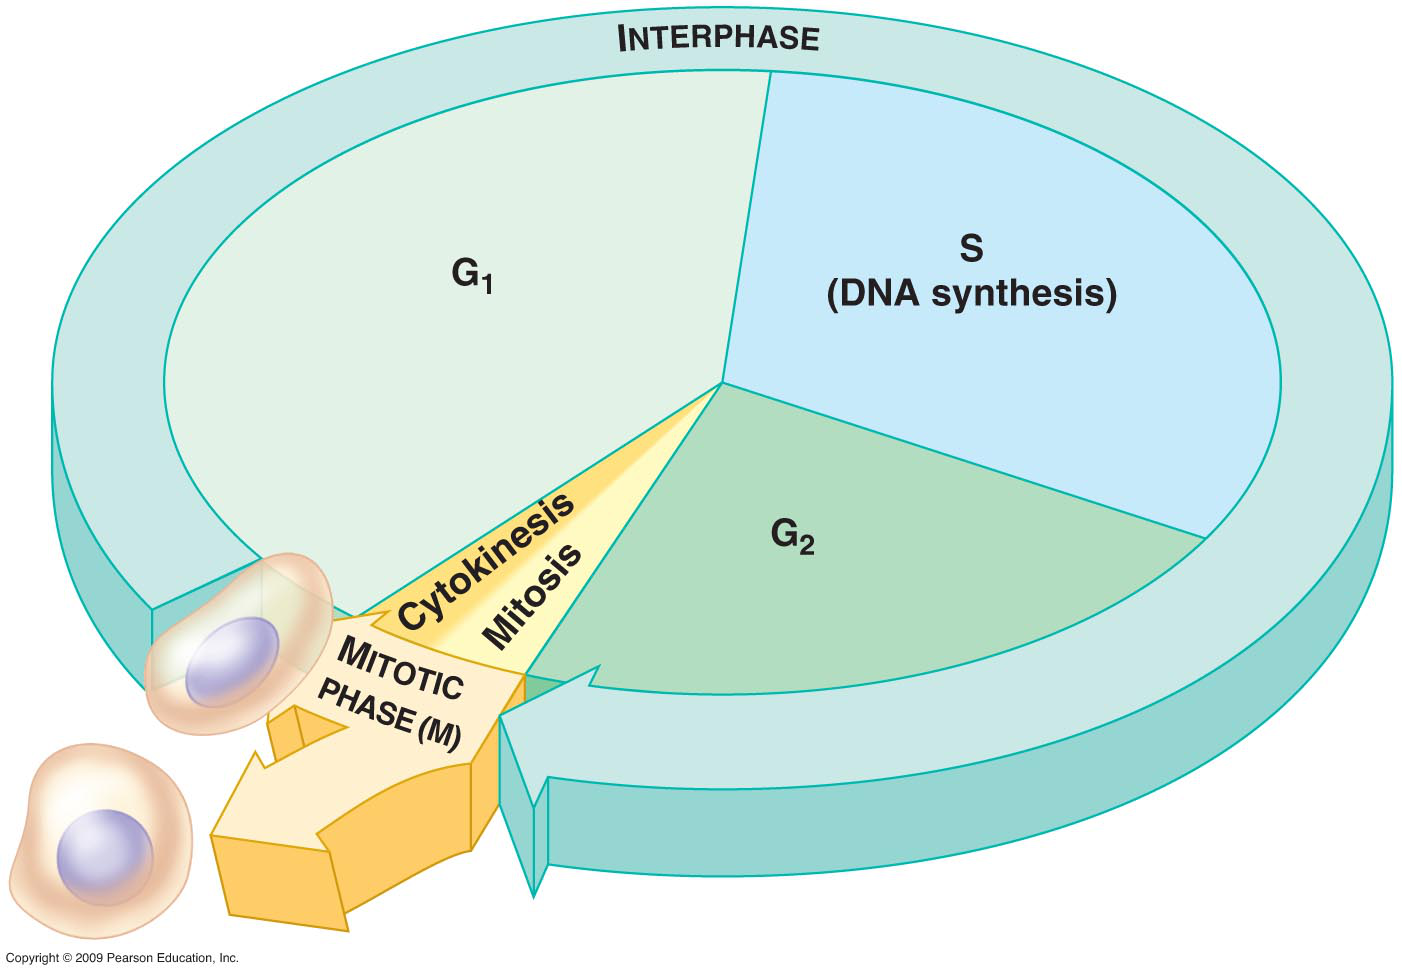 INTERPHASE
G₁
S
(DNA synthesis)
G₂
Cytokinesis
Mitosis
MITOTIC
PHASE (M)
Copyright © 2009 Pearson Education, Inc.